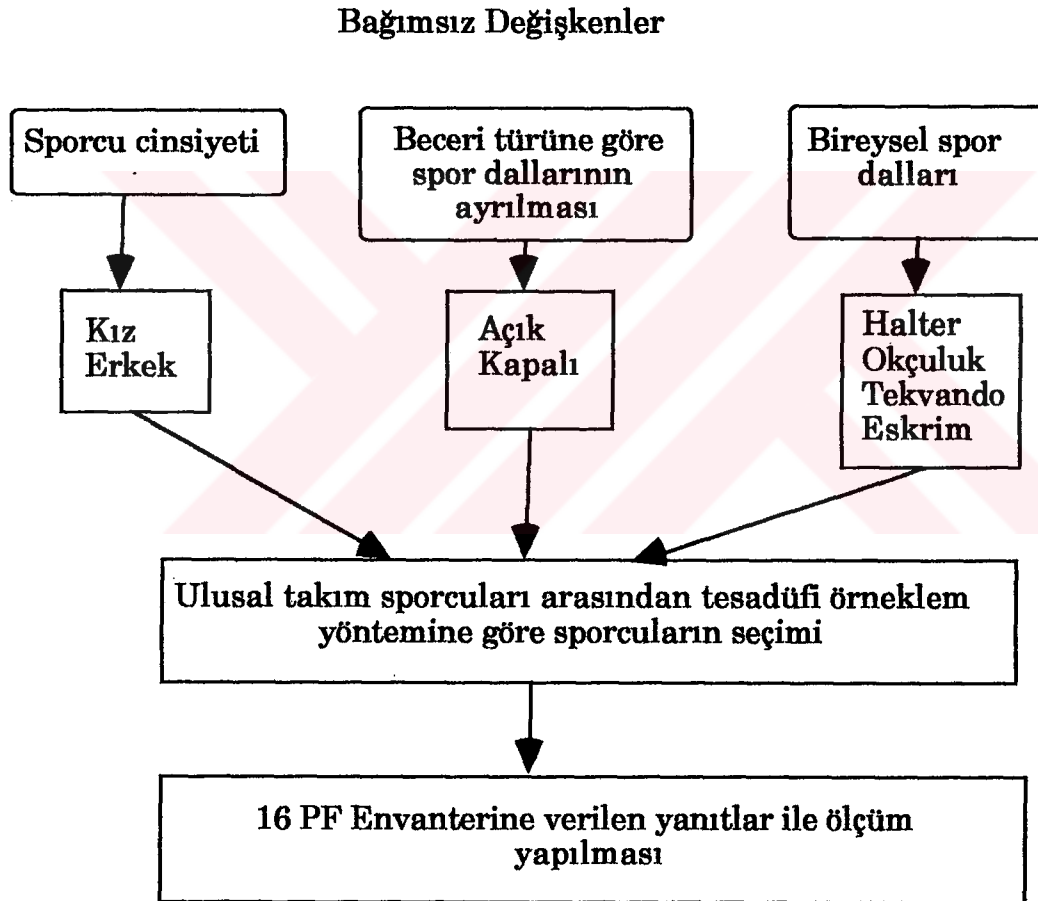 Bağımsız Değişkenler
Sporcu cinsiyeti
Beceri türüne göre
spor dallarının
ayrılması
Bireysel spor
dalları
Kız
Erkek
Açık
Kapalı
Halter
Okçuluk
Tekvando
Eskrim
Ulusal takım sporcuları arasından tesadüfi örneklem
yöntemine göre sporcuların seçimi
16 PF Envanterine verilen yanıtlar ile ölçüm
yapılması